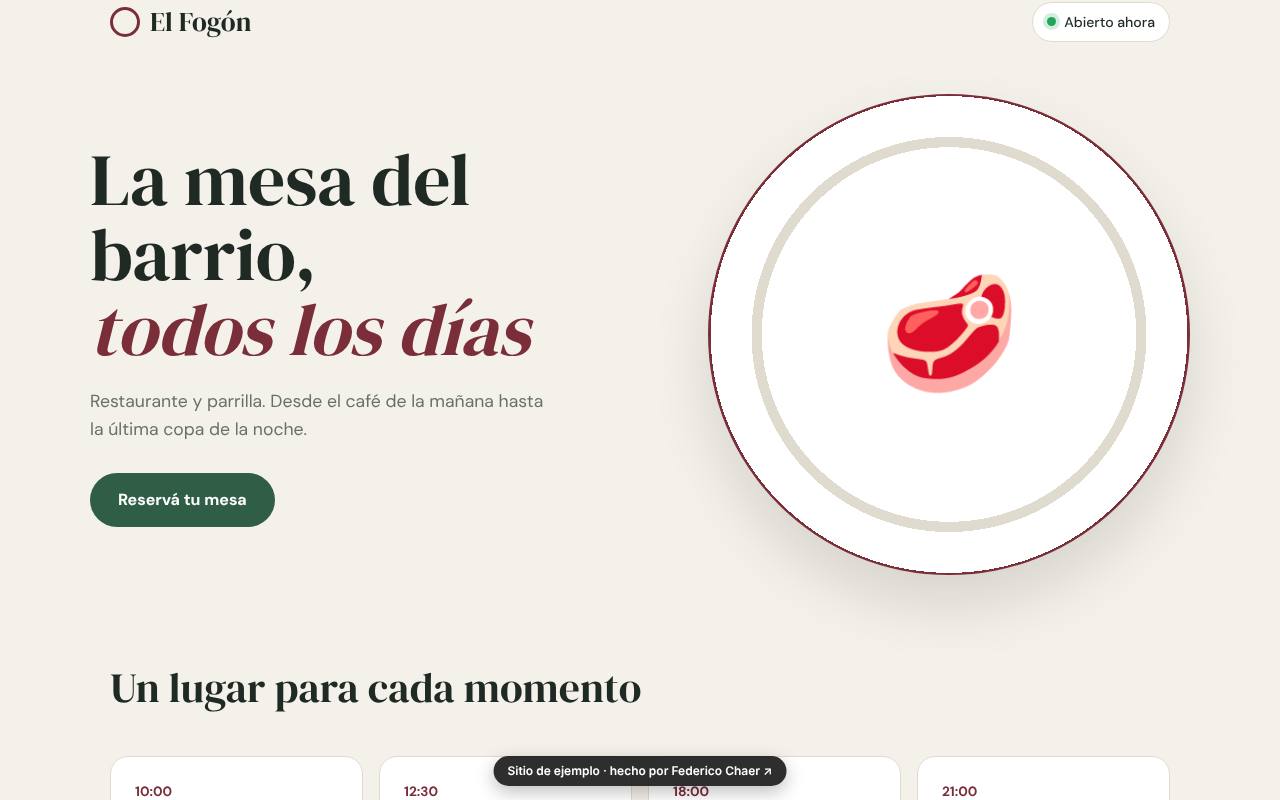 El Fogón
Abierto ahora
La mesa del
barrio,
todos los días
Restaurante y parrilla. Desde el café de la mañana hasta
la última copa de la noche.
Reservá tu mesa
Un lugar para cada momento
Sitio de ejemplo · hecho por Federico Chaer ↗
10:00
12:30
18:00
21:00